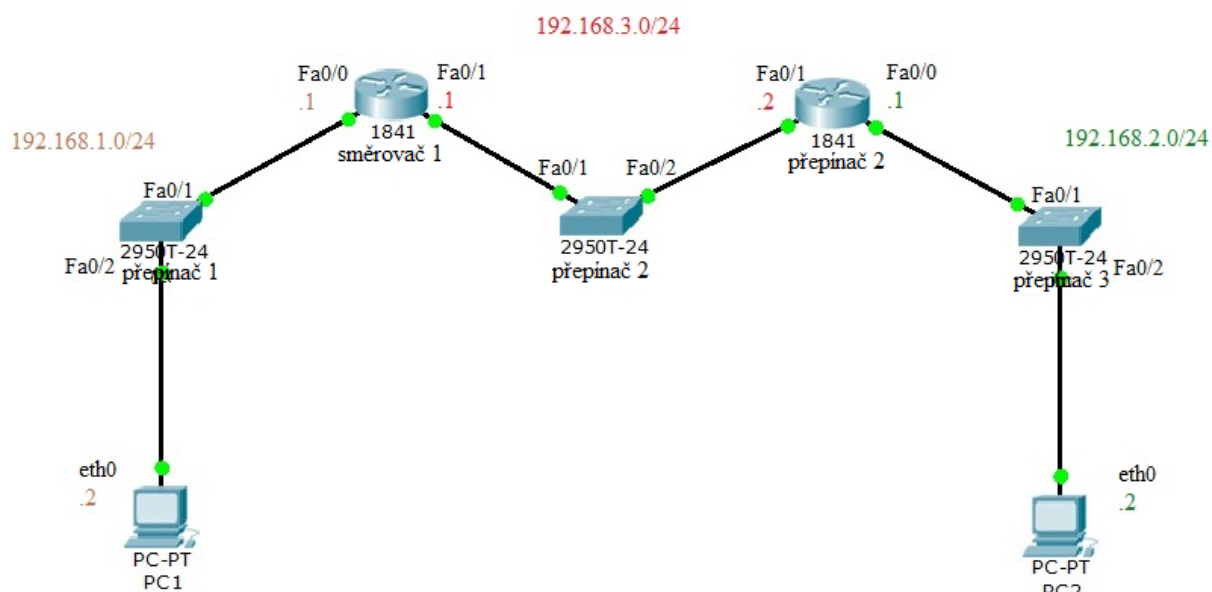 192.168.3.0/24
Fa0/0
Fa0/1
.1
.1
1841
směrovač 1
Fa0/1
Fa0/0
.2
.1
1841
přepínač 2
192.168.1.0/24
192.168.2.0/24
Fa0/1
2950T-24
přepínač 1
Fa0/2
Fa0/1
Fa0/2
2950T-24
přepínač 2
Fa0/1
2950T-24
přepínač 3
Fa0/2
eth0
.2
PC-PT
PC1
eth0
.2
PC-PT